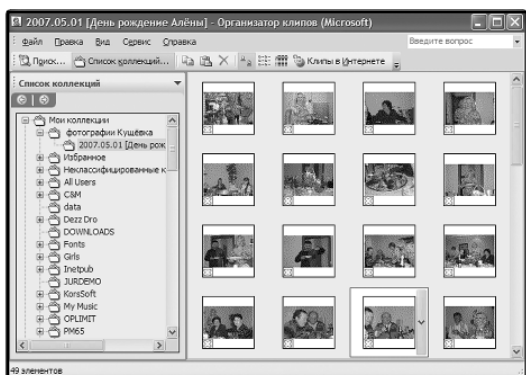 2007.05.01 [День рождение Алёны] - Организатор клипов (Microsoft)
Файл Правка Вид Сервис Справка
Введите вопрос
Поиск... Список коллекций... Клипы в Интернете
Список коллекций
Мои коллекции
фотографии Кущёвка
2007.05.01 [День рож
Избранное
Неклассифицированные к
All Users
C&M
data
Dezz Dro
DOWNLOADS
Fonts
Girls
Inetpub
JURDEMO
KorsSoft
My Music
OPLIMIT
PM65
49 элементов